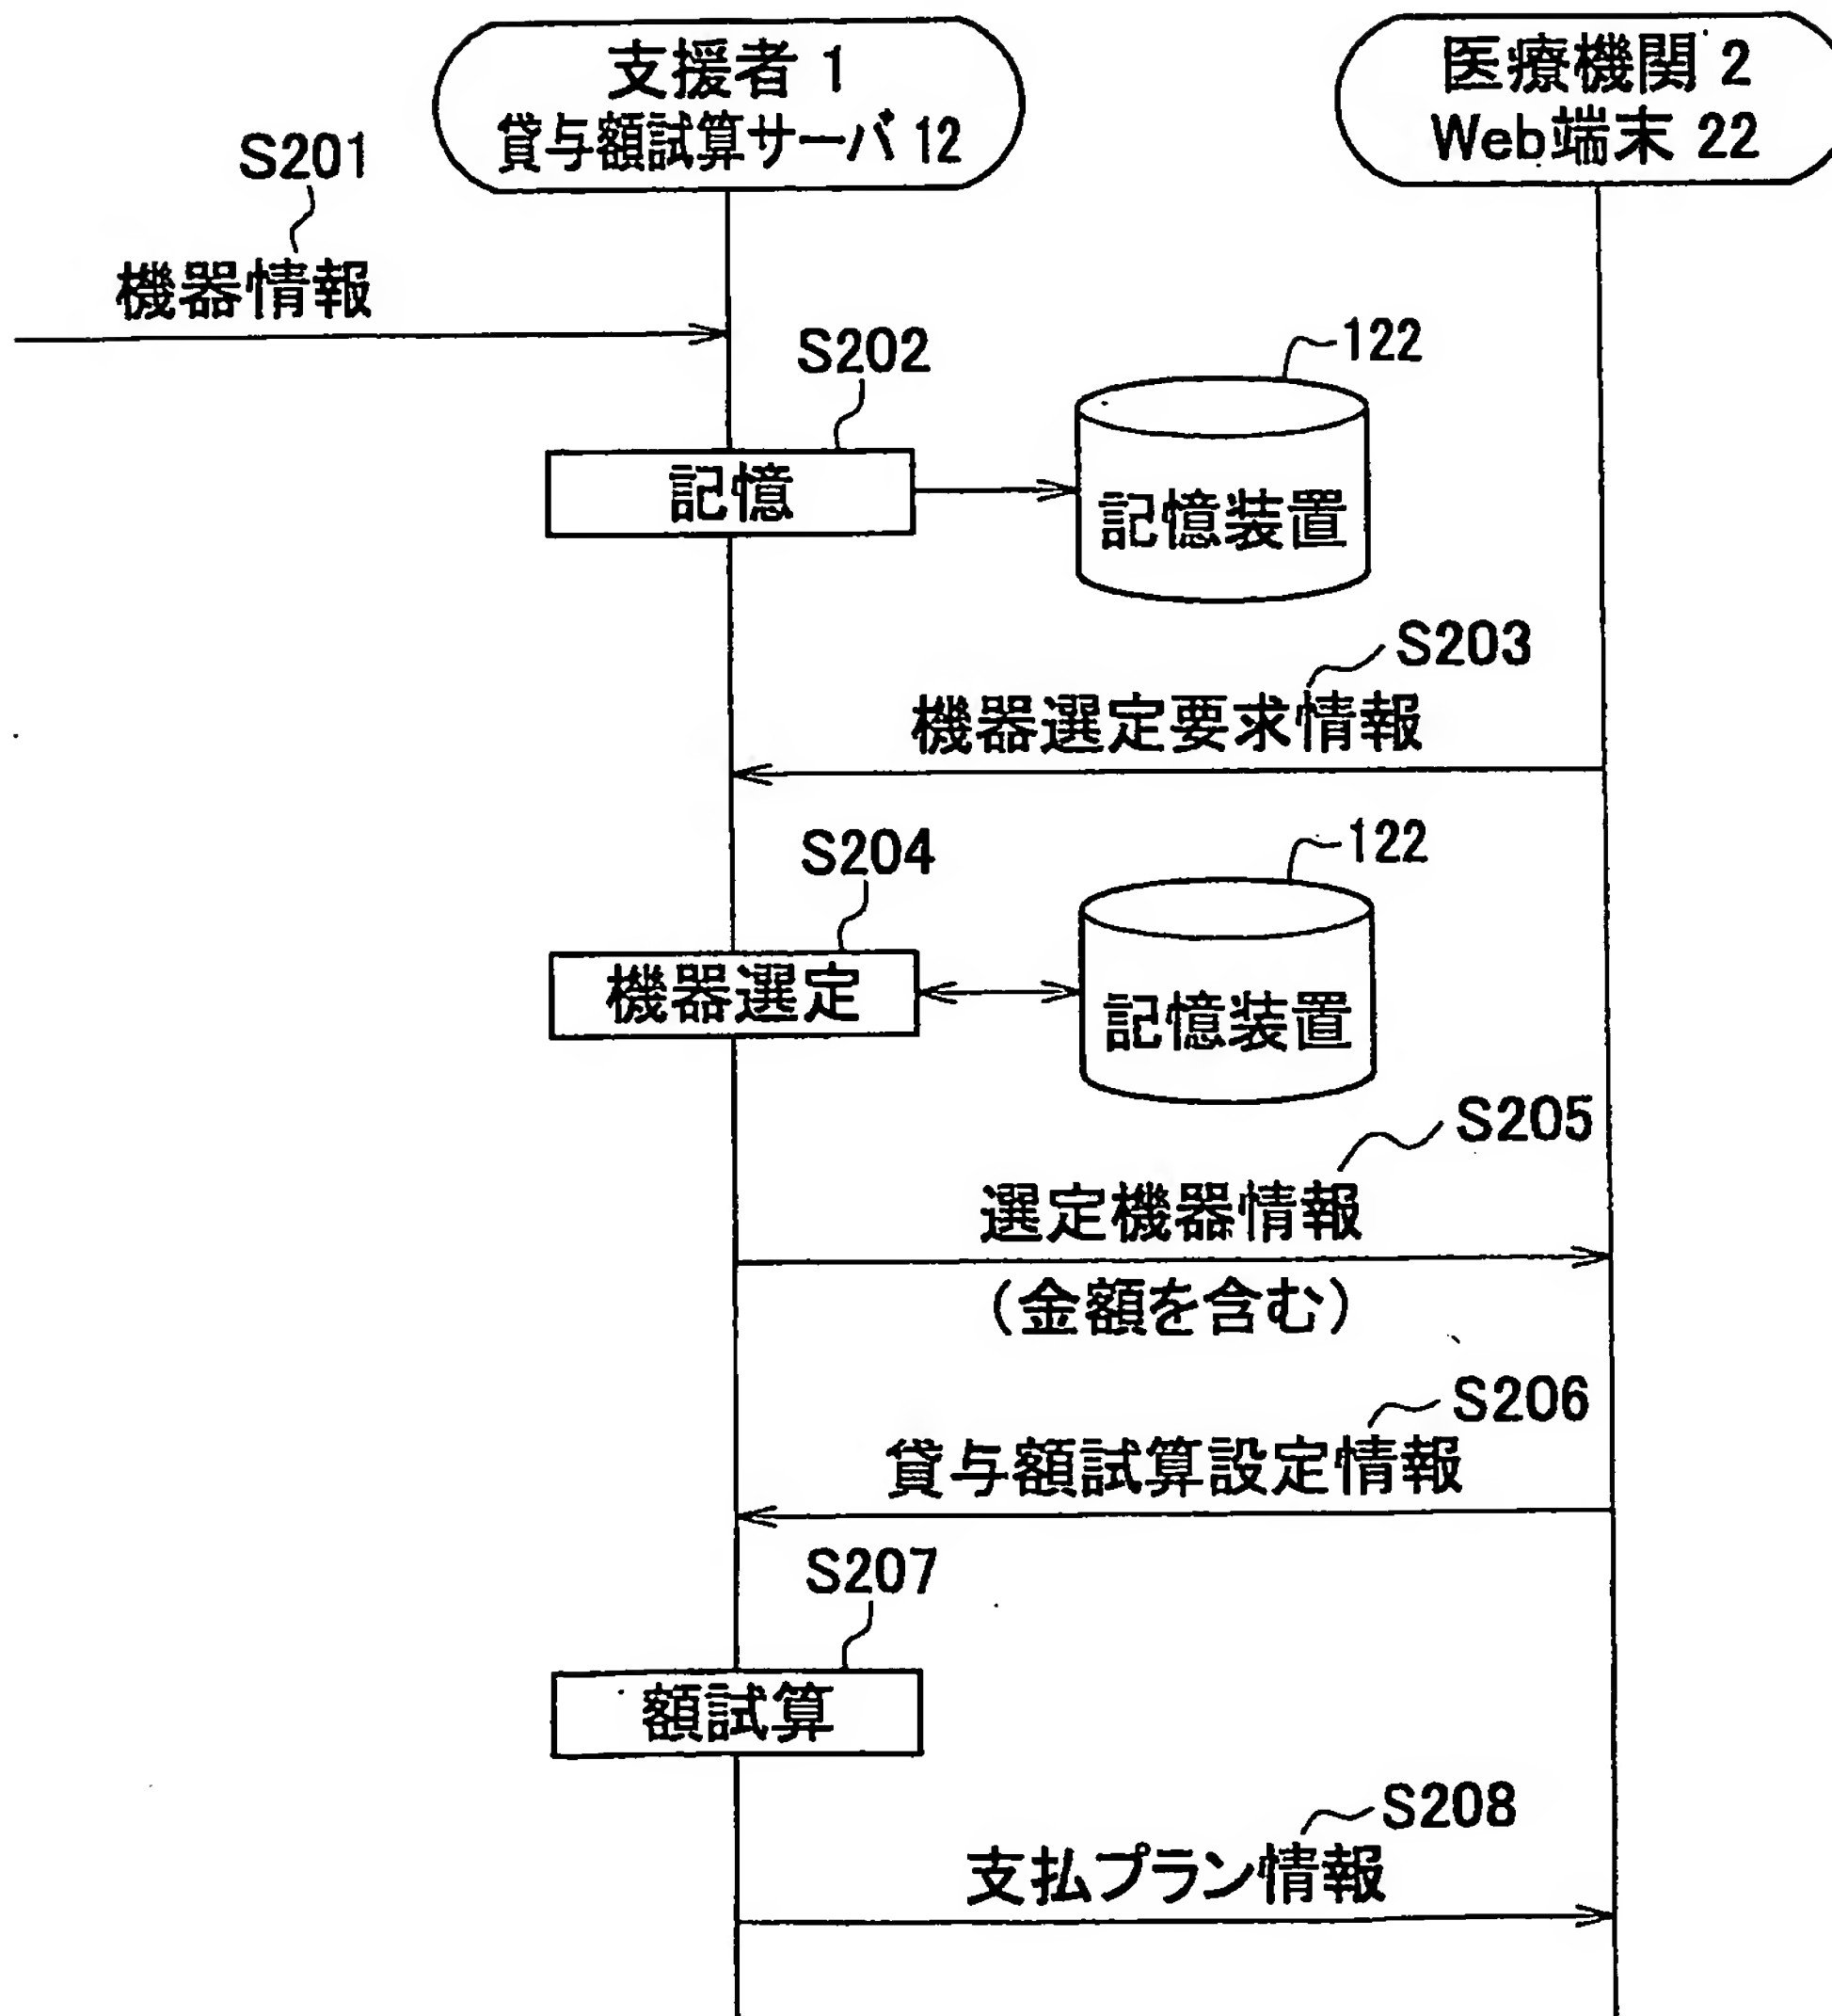 支援者 1
貸与額試算サーバ 12
医療機関 2
Web端末 22
S201
機器情報
S202
122
記憶
記憶装置
S203
機器選定要求情報
S204
122
機器選定
記憶装置
S205
選定機器情報
(金額を含む)
S206
貸与額試算設定情報
S207
額試算
S208
支払プラン情報